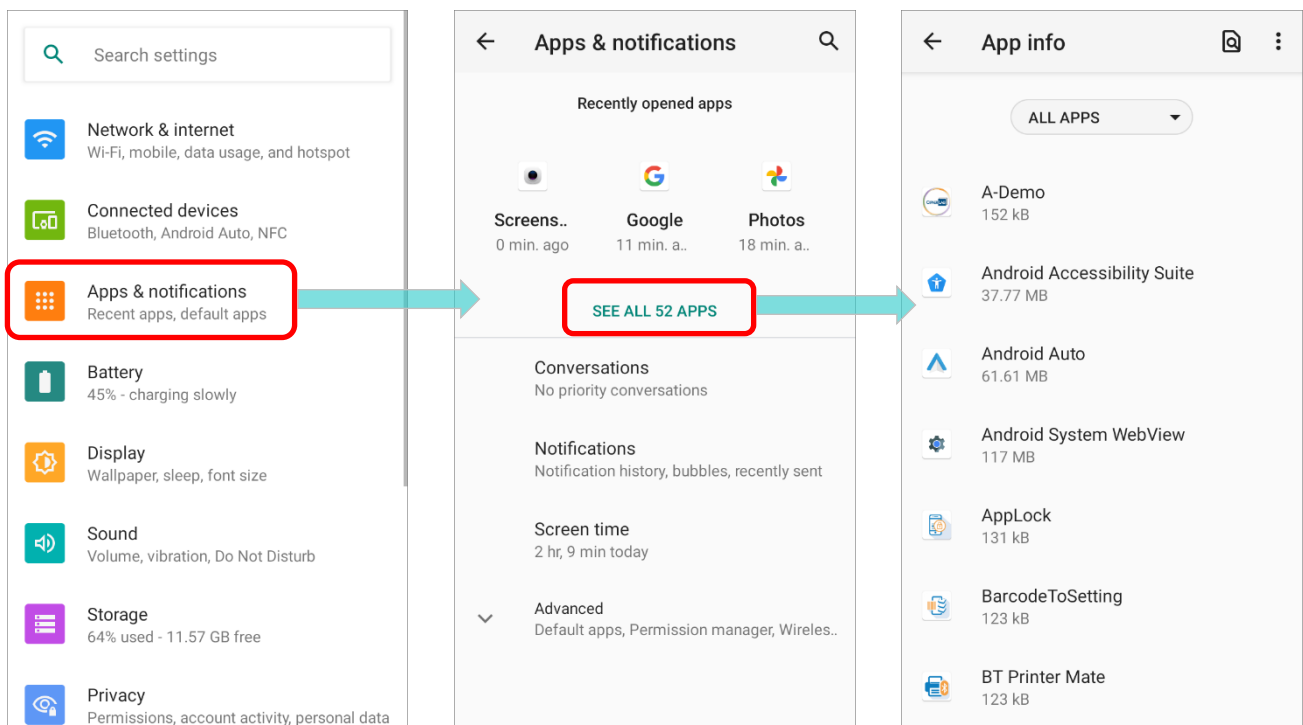 Search settings
Network & internet
Wi-Fi, mobile, data usage, and hotspot
Connected devices
Bluetooth, Android Auto, NFC
Apps & notifications
Recent apps, default apps
Battery
45% - charging slowly
Display
Wallpaper, sleep, font size
Sound
Volume, vibration, Do Not Disturb
Storage
64% used - 11.57 GB free
Privacy
Permissions, account activity, personal data
Apps & notifications
Recently opened apps
Screens.. Google Photos
0 min. ago 11 min. a.. 18 min. a..
SEE ALL 52 APPS
Conversations
No priority conversations
Notifications
Notification history, bubbles, recently sent
Screen time
2 hr, 9 min today
Advanced
Default apps, Permission manager, Wireles..
App info
ALL APPS
A-Demo
152 kB
Android Accessibility Suite
37.77 MB
Android Auto
61.61 MB
Android System WebView
117 MB
AppLock
131 kB
BarcodeToSetting
123 kB
BT Printer Mate
123 kB